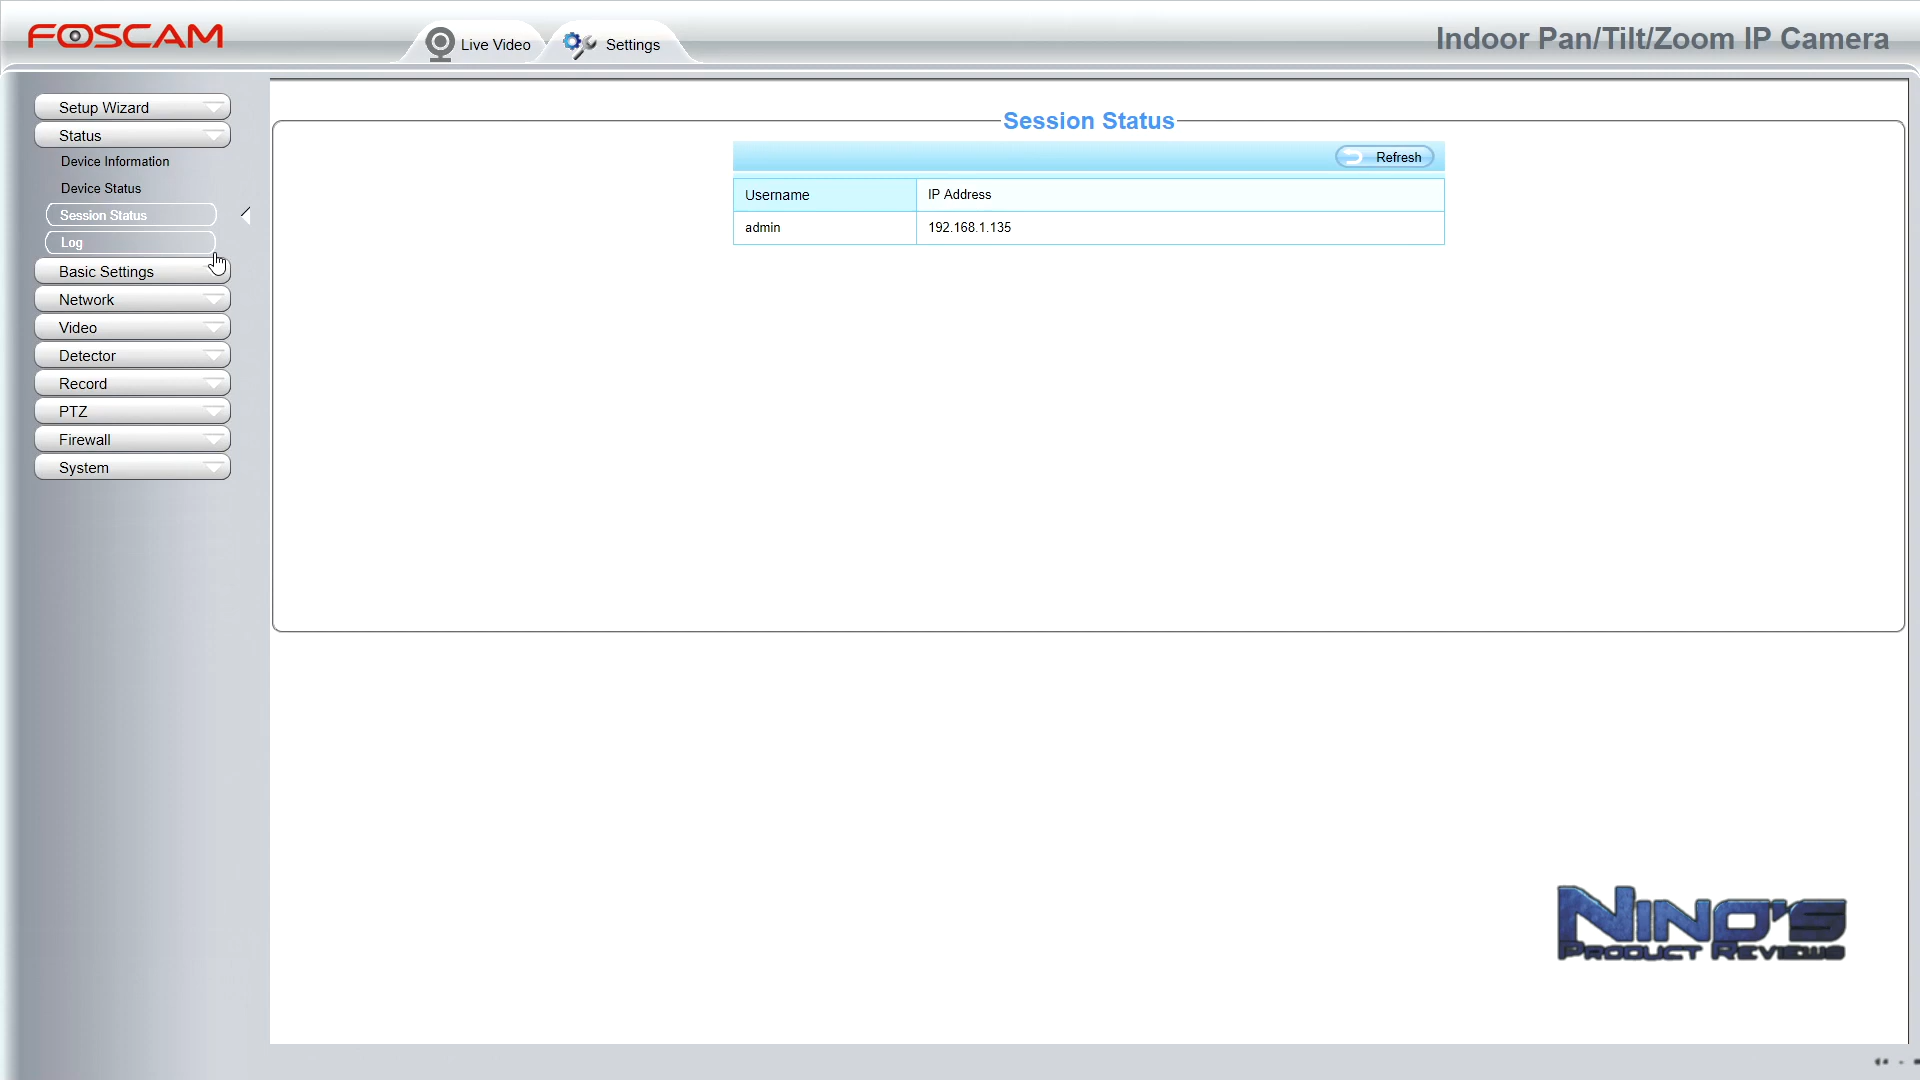 FOSCAM
Live Video
Settings
Indoor Pan/Tilt/Zoom IP Camera
Setup Wizard
Status
Device Information
Device Status
Session Status
Log
Basic Settings
Network
Video
Detector
Record
PTZ
Firewall
System
Session Status
Refresh
Username IP Address
admin 192.168.1.135
Nino's
Product Reviews